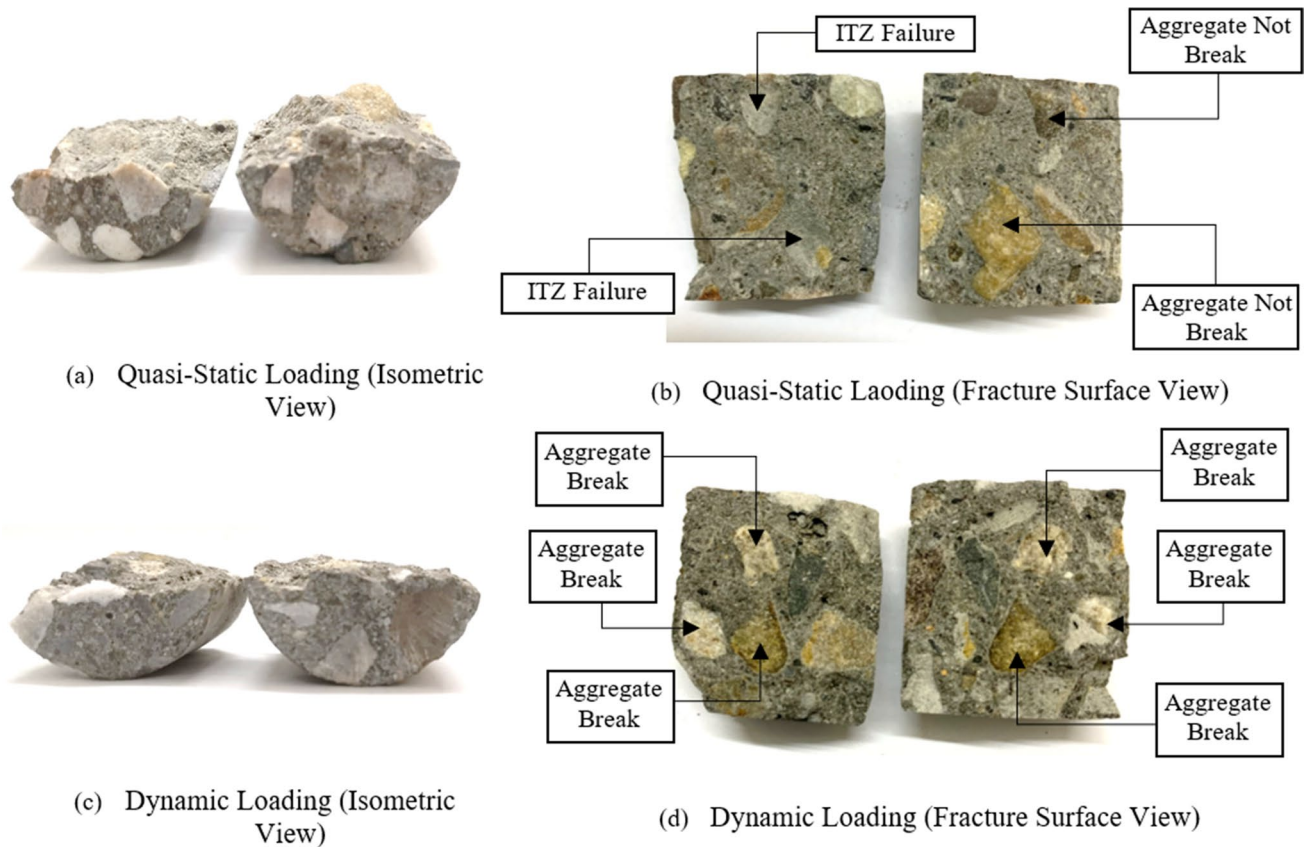 ITZ Failure
Aggregate Not
Break
ITZ Failure
Aggregate Not
Break
(a) Quasi-Static Loading (Isometric
View)
(b) Quasi-Static Laoding (Fracture Surface View)
Aggregate
Break
Aggregate
Break
Aggregate
Break
Aggregate
Break
Aggregate
Break
Aggregate
Break
(c) Dynamic Loading (Isometric
View)
(d) Dynamic Loading (Fracture Surface View)